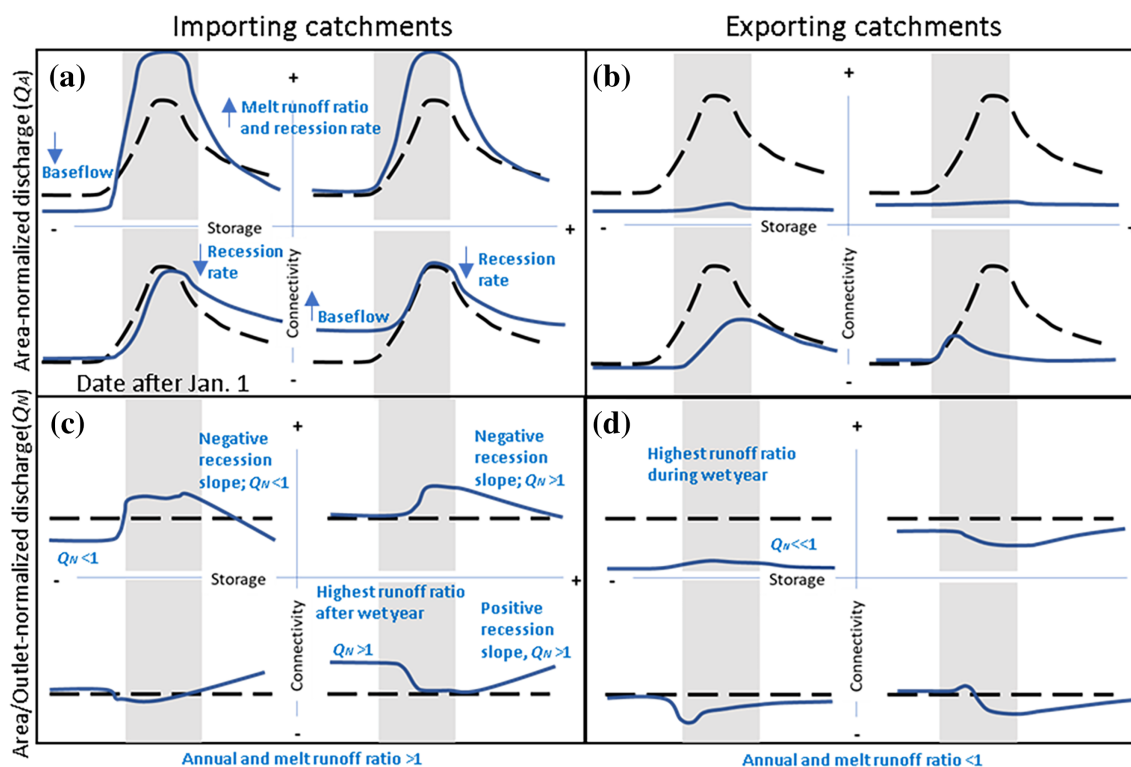 Importing catchments
Exporting catchments
Area-normalized discharge (QA)
(a)
+
Melt runoff ratio
and recession rate
Baseflow
-
Storage
+
Connectivity
Recession
rate
Recession
rate
Baseflow
-
Date after Jan. 1
(b)
+
-
Storage
Connectivity
-
Area/Outlet-normalized discharge(QN)
(c)
+
Negative
recession
slope; QN <1
Negative
recession
slope; QN >1
QN <1
-
Storage
+
Connectivity
Highest runoff ratio
after wet year
QN >1
Positive
recession
slope, QN >1
-
Annual and melt runoff ratio >1
(d)
+
Highest runoff ratio
during wet year
QN <<1
-
Storage
Connectivity
-
Annual and melt runoff ratio <1